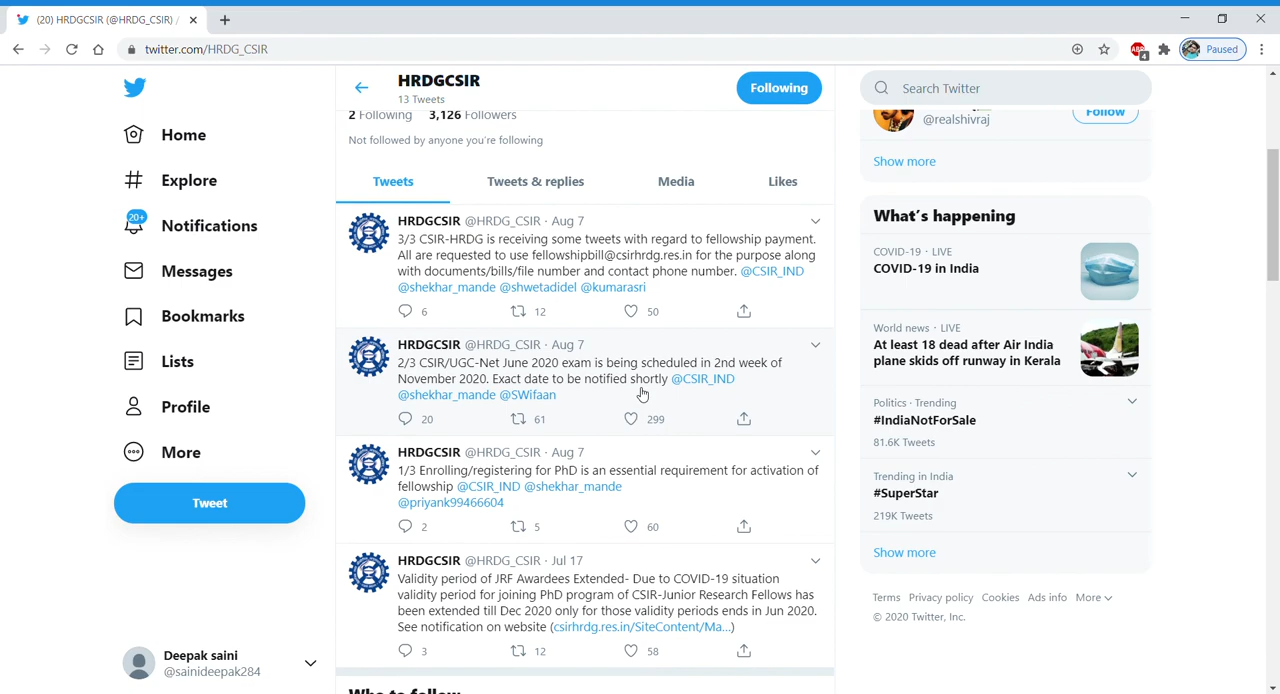 (20) HRDGCSIR (@HRDG_CSIR) /
twitter.com/HRDG_CSIR
ABP
4
Paused
Home
Explore
20+
Notifications
Messages
Bookmarks
Lists
Profile
More
Tweet
Deepak saini
@sainideepak284
HRDGCSIR
13 Tweets
Following
2 Following 3,126 Followers
Not followed by anyone you're following
Tweets Tweets & replies Media Likes
HRDGCSIR @HRDG_CSIR · Aug 7
3/3 CSIR-HRDG is receiving some tweets with regard to fellowship payment.
All are requested to use fellowshipbill@csirhrdg.res.in for the purpose along
with documents/bills/file number and contact phone number. @CSIR_IND
@shekhar_mande @shwetadidel @kumarasri
6 12 50
HRDGCSIR @HRDG_CSIR · Aug 7
2/3 CSIR/UGC-Net June 2020 exam is being scheduled in 2nd week of
November 2020. Exact date to be notified shortly @CSIR_IND
@shekhar_mande @SWifaan
20 61 299
HRDGCSIR @HRDG_CSIR · Aug 7
1/3 Enrolling/registering for PhD is an essential requirement for activation of
fellowship @CSIR_IND @shekhar_mande
@priyank99466604
2 5 60
HRDGCSIR @HRDG_CSIR · Jul 17
Validity period of JRF Awardees Extended- Due to COVID-19 situation
validity period for joining PhD program of CSIR-Junior Research Fellows has
been extended till Dec 2020 only for those validity periods ends in Jun 2020.
See notification on website (csirhrdg.res.in/SiteContent/Ma...)
3 12 58
Who to follow
Search Twitter
@realshivraj
Follow
Show more
What's happening
COVID-19 · LIVE
COVID-19 in India
World news · LIVE
At least 18 dead after Air India
plane skids off runway in Kerala
Politics · Trending
#IndiaNotForSale
81.6K Tweets
Trending in India
#SuperStar
219K Tweets
Show more
Terms Privacy policy Cookies Ads info More
© 2020 Twitter, Inc.